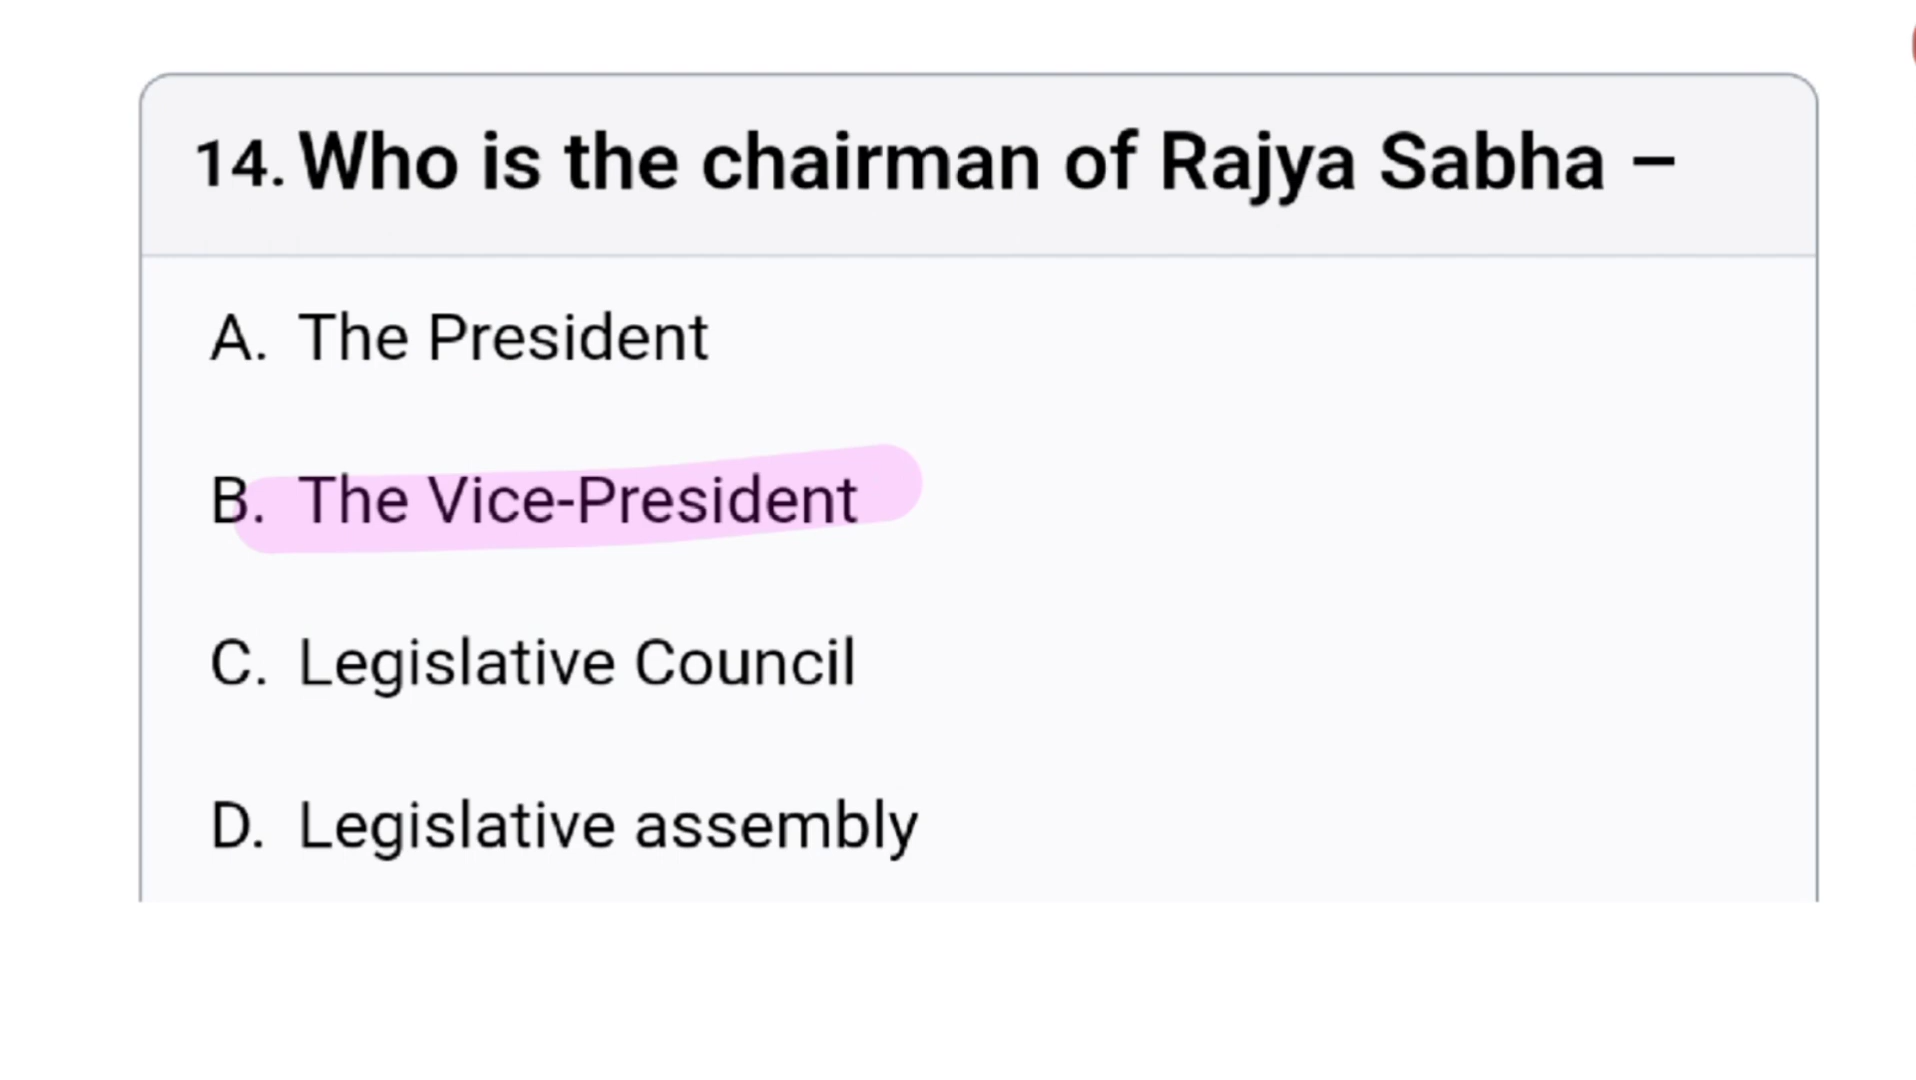 14. Who is the chairman of Rajya Sabha –
A. The President
B. The Vice-President
C. Legislative Council
D. Legislative assembly